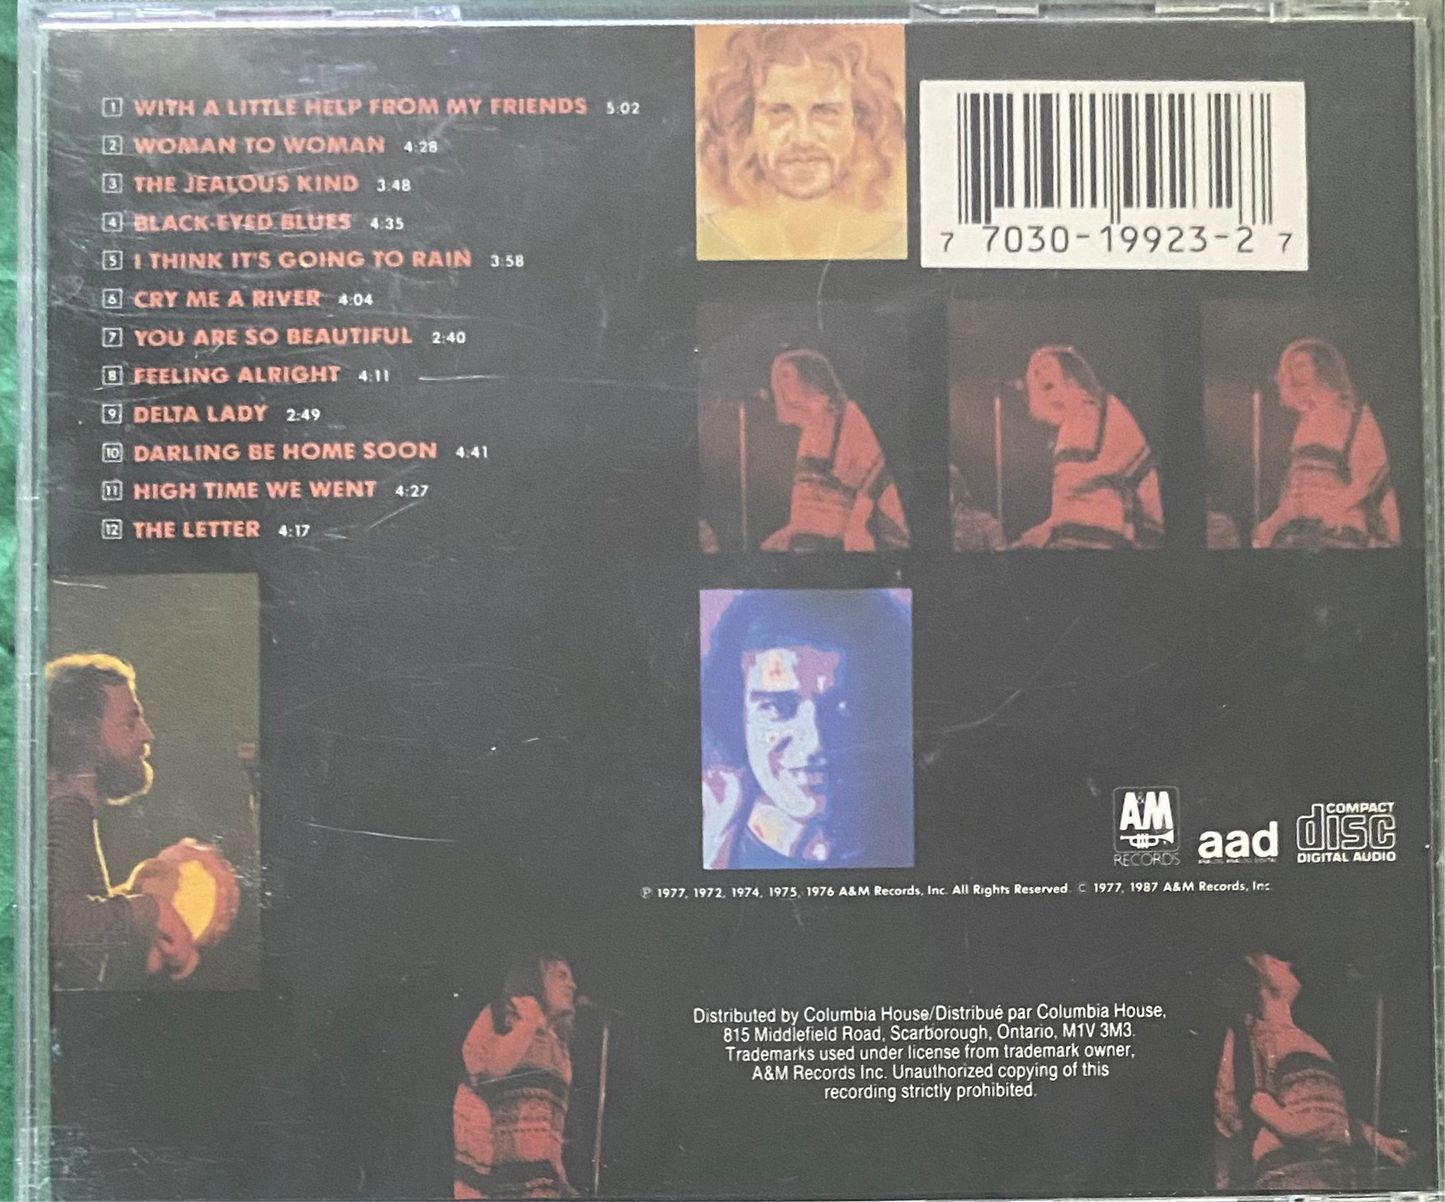 1 WITH A LITTLE HELP FROM MY FRIENDS 5:02
2 WOMAN TO WOMAN 4:28
3 THE JEALOUS KIND 3:48
4 BLACK-EYED BLUES 4:35
5 I THINK IT'S GOING TO RAIN 3:58
6 CRY ME A RIVER 4:04
7 YOU ARE SO BEAUTIFUL 2:40
8 FEELING ALRIGHT 4:11
9 DELTA LADY 2:49
10 DARLING BE HOME SOON 4:41
11 HIGH TIME WE WENT 4:27
12 THE LETTER 4:17
7 7030-19923-2 7
A&M
RECORDS
aad
COMPACT
disc
DIGITAL AUDIO
℗ 1977, 1972, 1974, 1975, 1976 A&M Records, Inc. All Rights Reserved. © 1977, 1987 A&M Records, Inc.
Distributed by Columbia House/Distribué par Columbia House,
815 Middlefield Road, Scarborough, Ontario, M1V 3M3.
Trademarks used under license from trademark owner,
A&M Records Inc. Unauthorized copying of this
recording strictly prohibited.